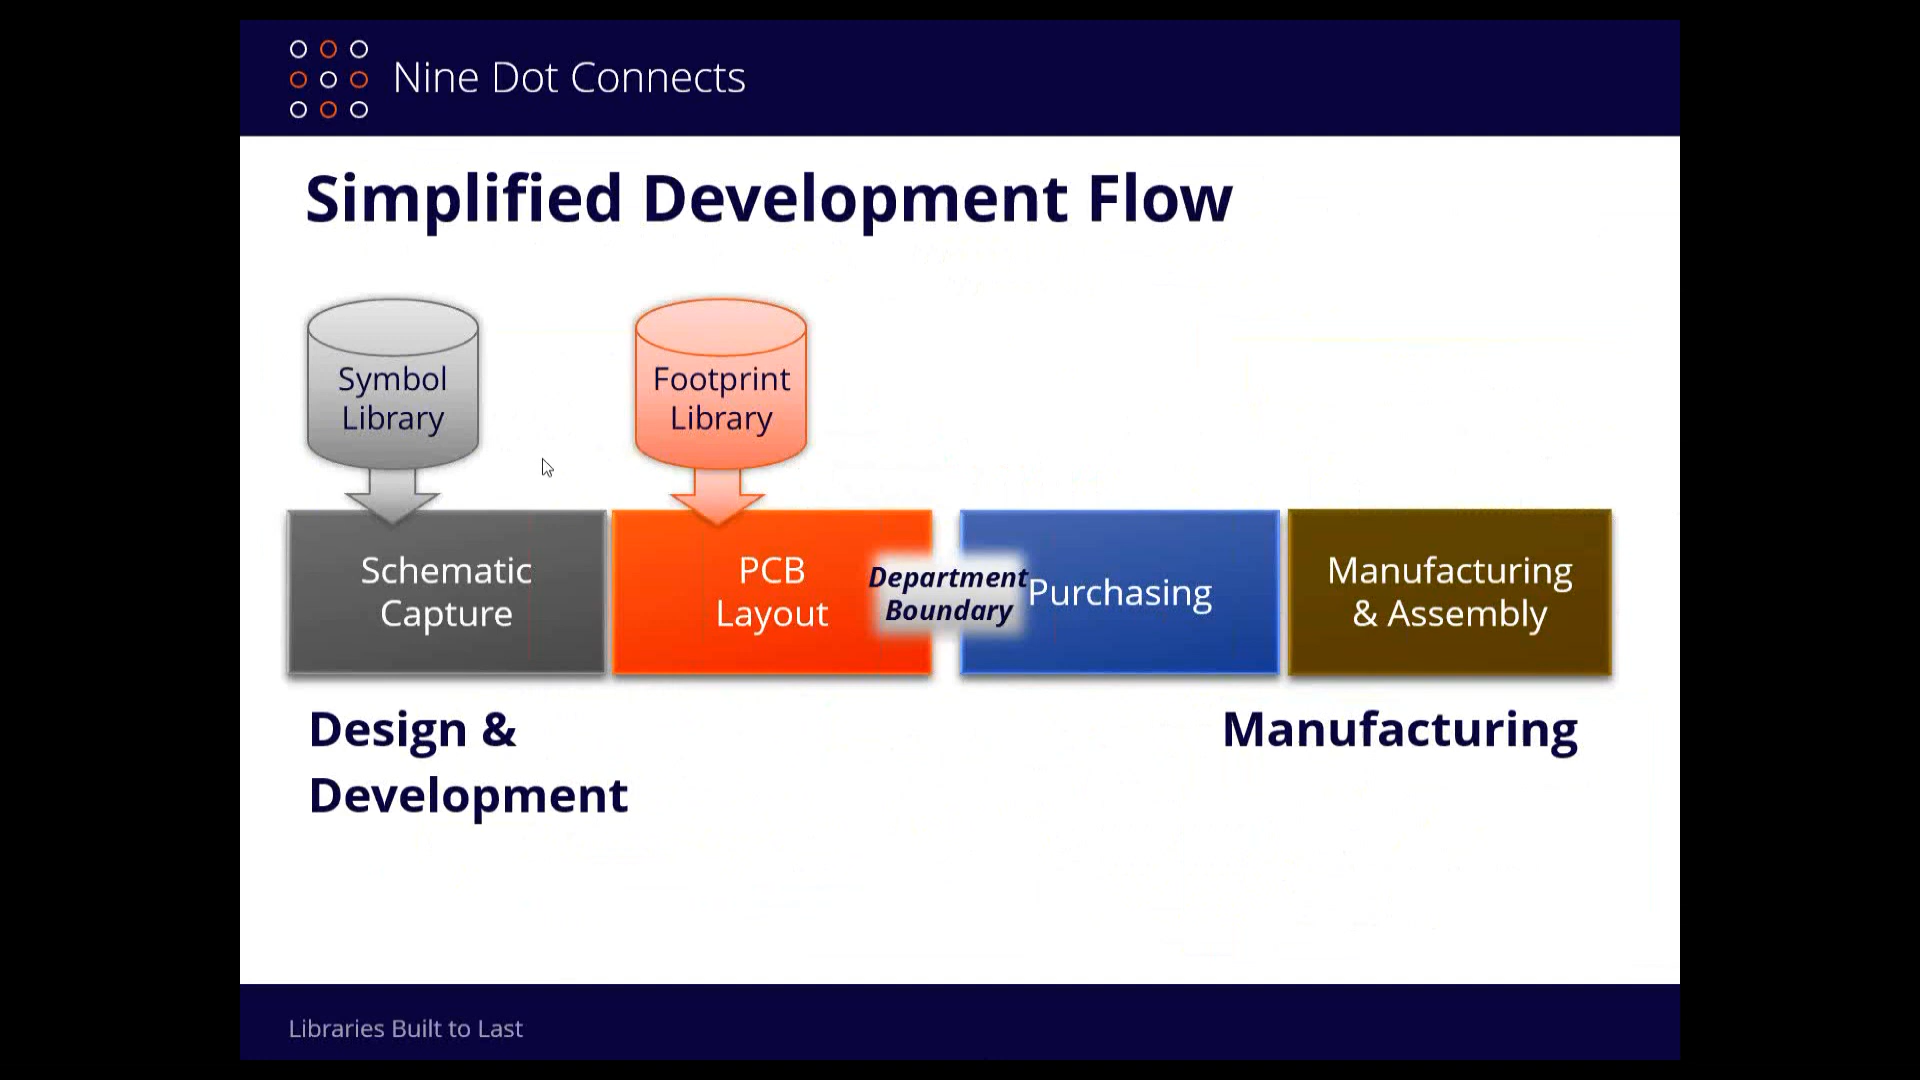 Nine Dot Connects
Simplified Development Flow
Symbol
Library
Footprint
Library
Schematic
Capture
PCB
Layout
Department
Boundary
Purchasing
Manufacturing
& Assembly
Design &
Development
Manufacturing
Libraries Built to Last